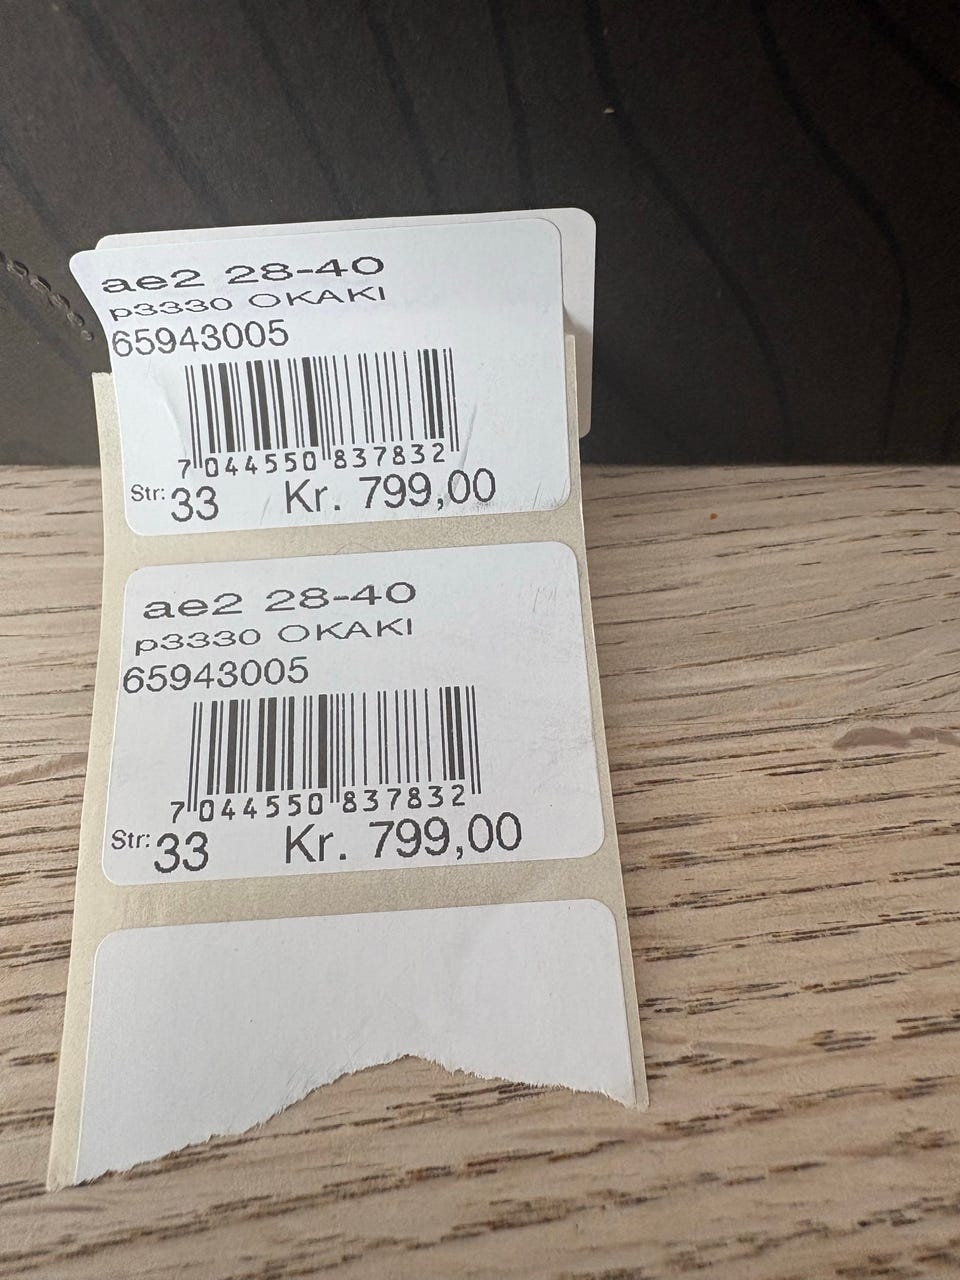 ae2 28-40
p3330 OKAKI
65943005
7 044550 837832
Str: 33 Kr. 799,00
ae2 28-40
p3330 OKAKI
65943005
7 044550 837832
Str: 33 Kr. 799,00